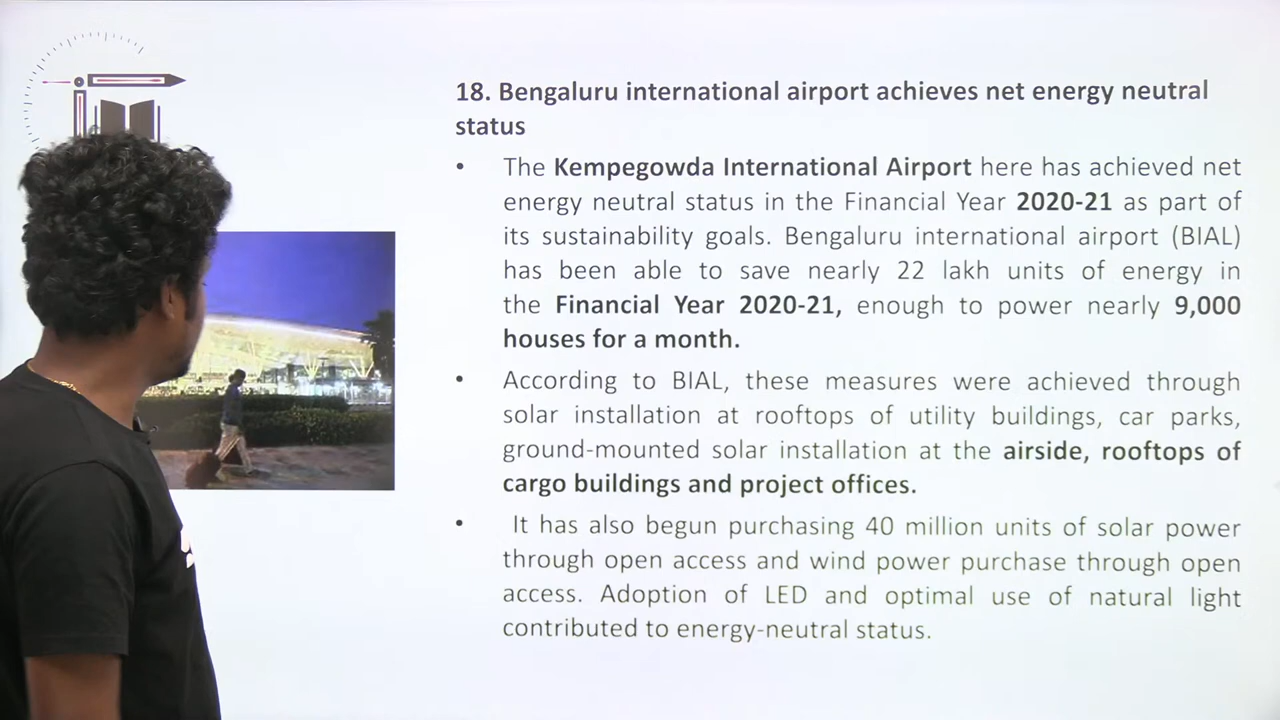 18. Bengaluru international airport achieves net energy neutral
status
• The Kempegowda International Airport here has achieved net
energy neutral status in the Financial Year 2020-21 as part of
its sustainability goals. Bengaluru international airport (BIAL)
has been able to save nearly 22 lakh units of energy in
the Financial Year 2020-21, enough to power nearly 9,000
houses for a month.
• According to BIAL, these measures were achieved through
solar installation at rooftops of utility buildings, car parks,
ground-mounted solar installation at the airside, rooftops of
cargo buildings and project offices.
• It has also begun purchasing 40 million units of solar power
through open access and wind power purchase through open
access. Adoption of LED and optimal use of natural light
contributed to energy-neutral status.